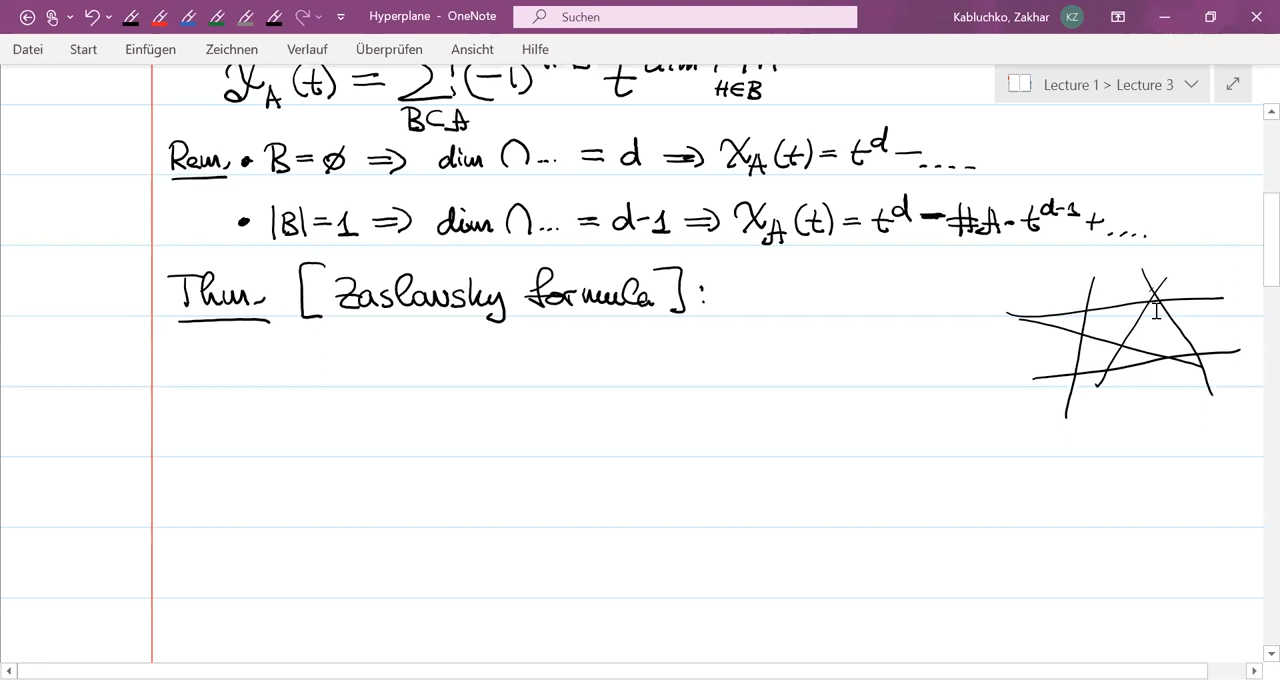 Hyperplane - OneNote
Suchen
Kabluchko, Zakhar
KZ
Datei Start Einfügen Zeichnen Verlauf Überprüfen Ansicht Hilfe
Lecture 1 > Lecture 3
χ_A (t) = ∑_{B⊂A} (-1) t^{dim} _{H∈B}
Rem. • B = ∅ ⟹ dim ∩... = d ⟹ χ_A (t) = t^d - ....
• |B| = 1 ⟹ dim ∩... = d-1 ⟹ χ_A (t) = t^d - #A · t^{d-1} + ....
Thm. [Zaslavsky formula] :